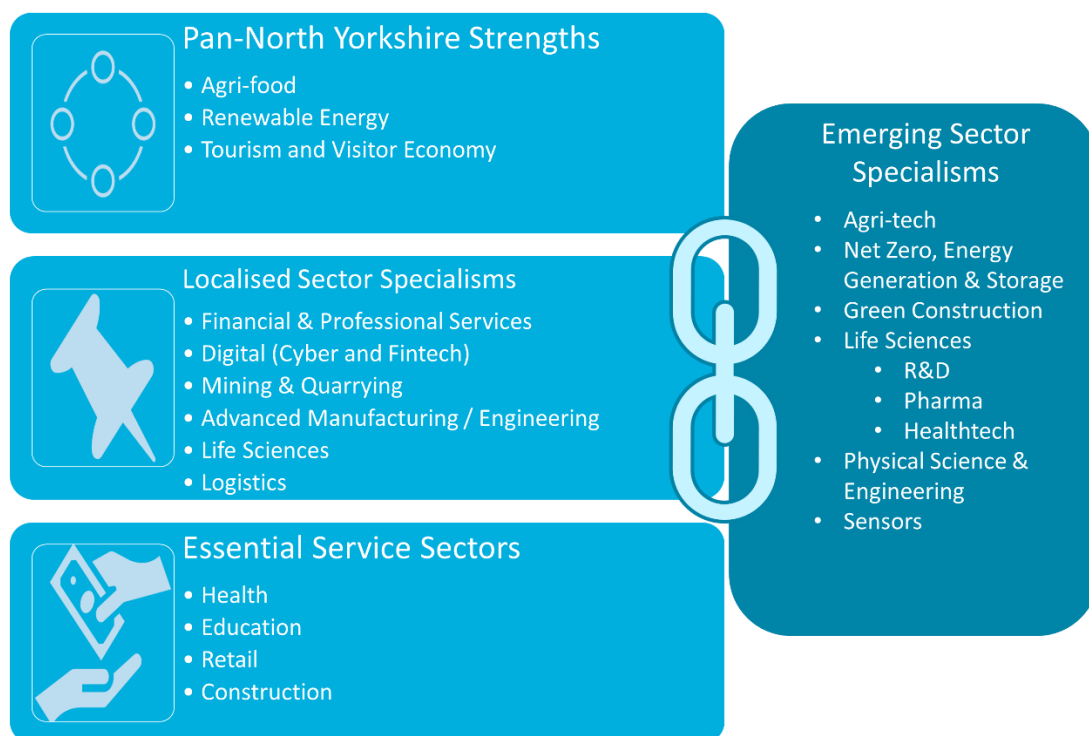 Pan-North Yorkshire Strengths
• Agri-food
• Renewable Energy
• Tourism and Visitor Economy
Localised Sector Specialisms
• Financial & Professional Services
• Digital (Cyber and Fintech)
• Mining & Quarrying
• Advanced Manufacturing / Engineering
• Life Sciences
• Logistics
Essential Service Sectors
• Health
• Education
• Retail
• Construction
Emerging Sector
Specialisms
• Agri-tech
• Net Zero, Energy
Generation & Storage
• Green Construction
• Life Sciences
• R&D
• Pharma
• Healthtech
• Physical Science &
Engineering
• Sensors